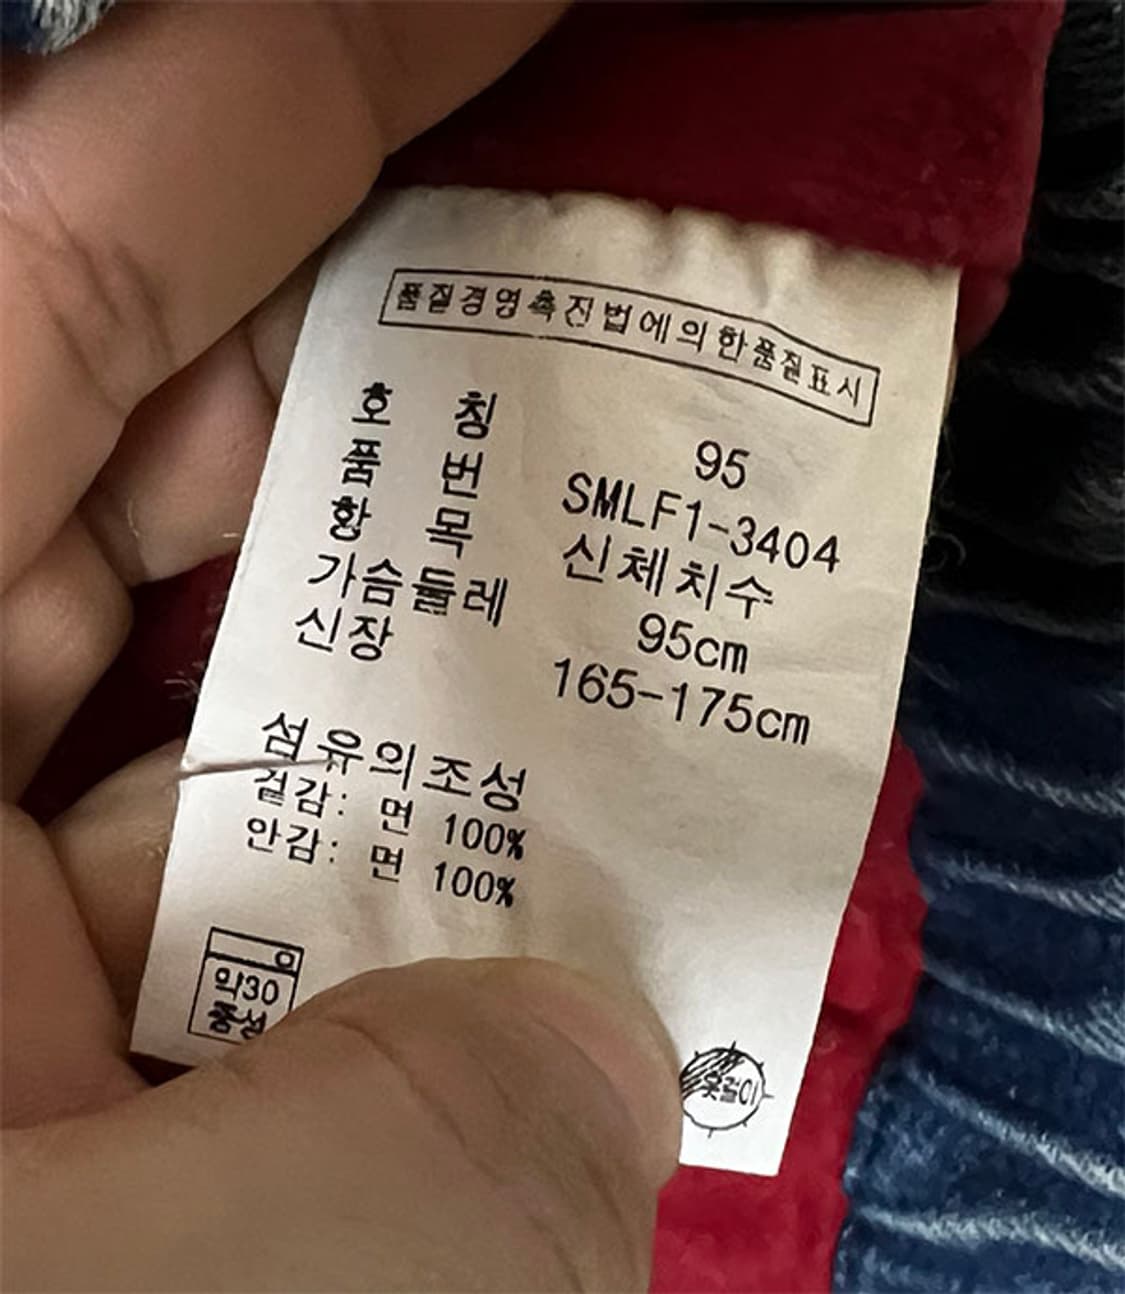 품질경영촉진법에의한품질표시
호 칭 95
품 번 SMLF1-3404
항 목 신체치수
가슴둘레 95cm
신장 165-175cm
섬유의조성
겉감: 면 100%
안감: 면 100%
약30
중성
옷걸이